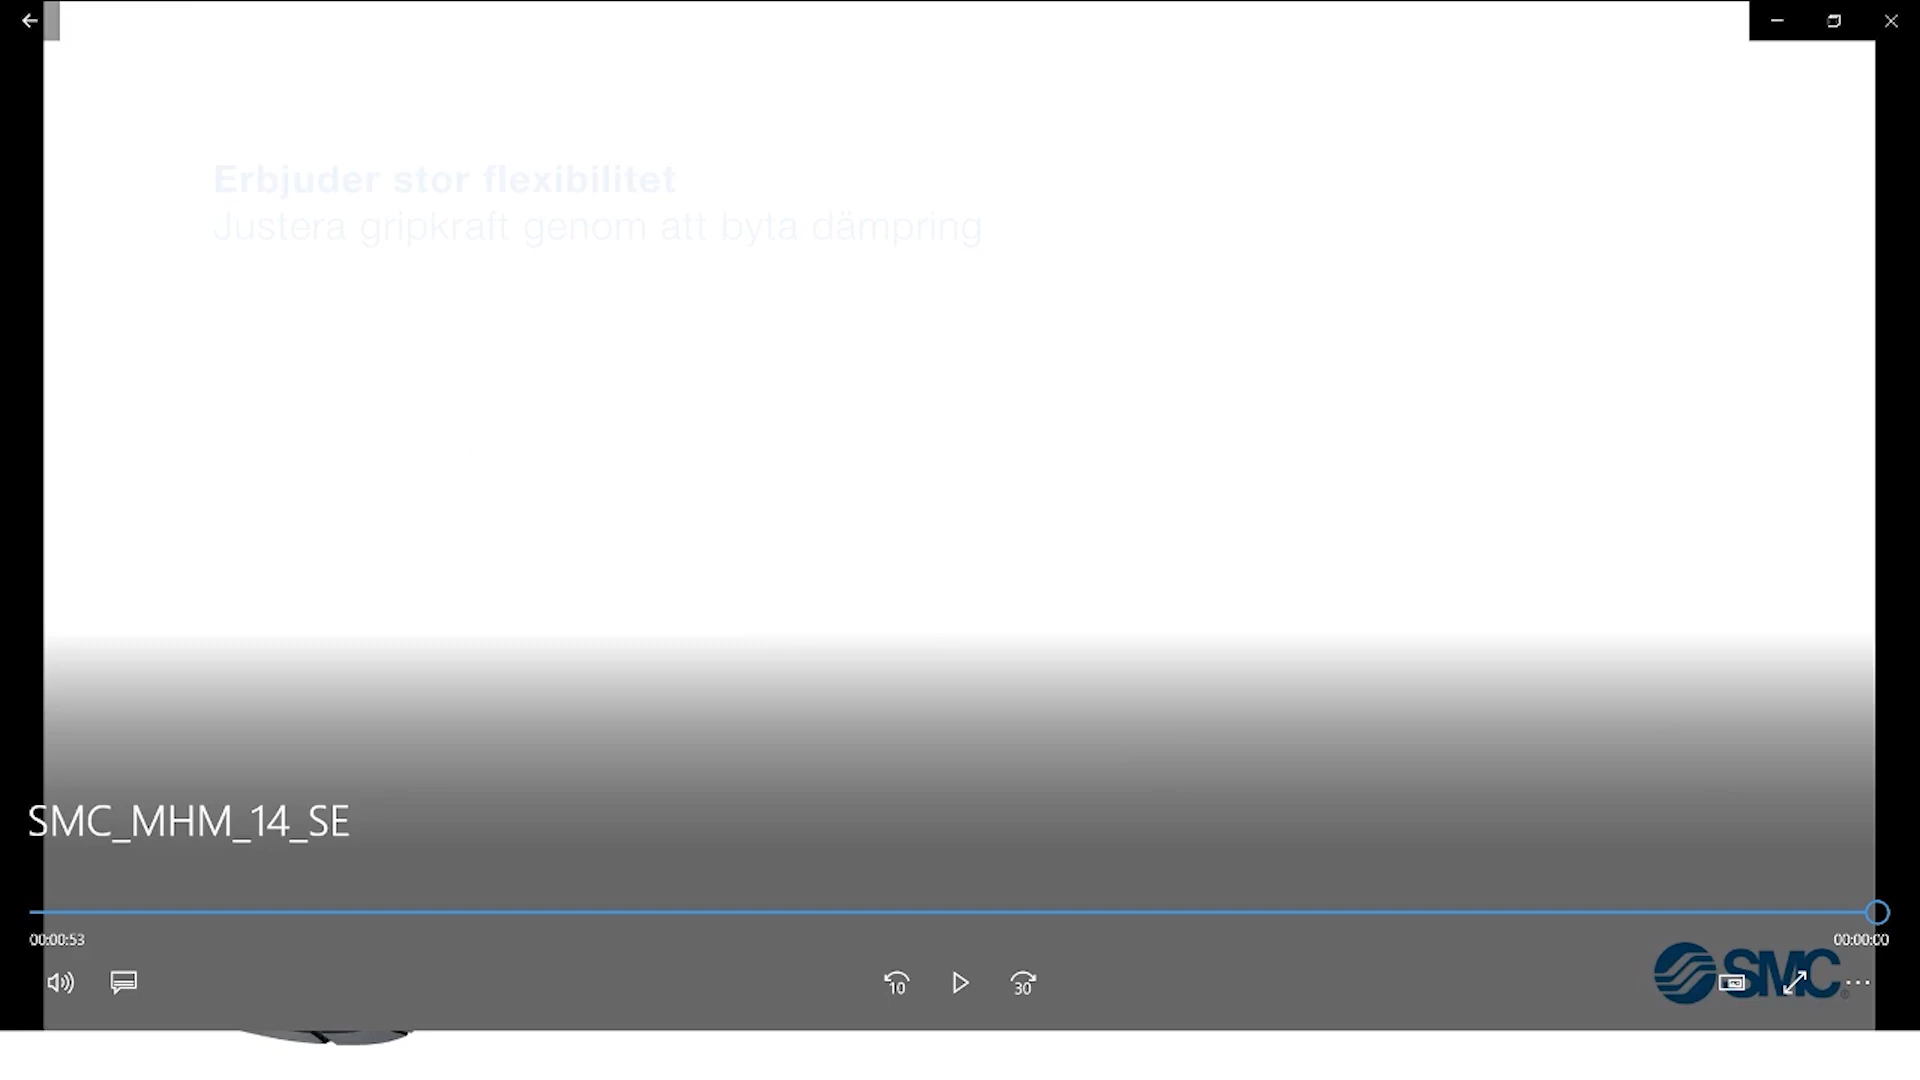 Erbjuder stor flexibilitet
Justera gripkraft genom att byta dämpring
SMC_MHM_14_SE
00:00:53
00:00:00
10
30
SMC